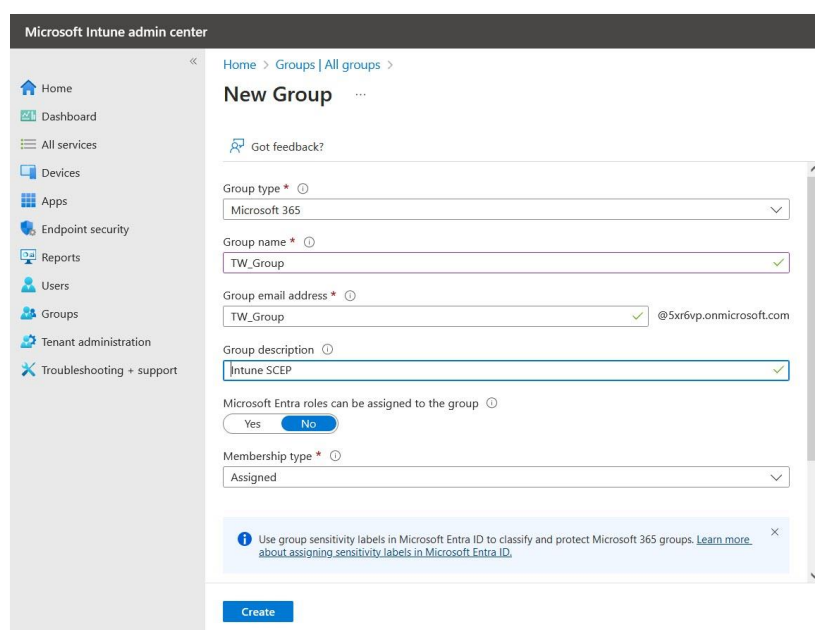 Microsoft Intune admin center
«
Home
Dashboard
All services
Devices
Apps
Endpoint security
Reports
Users
Groups
Tenant administration
Troubleshooting + support
Home > Groups | All groups >
New Group ...
Got feedback?
Group type *
Microsoft 365
Group name *
TW_Group
Group email address *
TW_Group @5xr6vp.onmicrosoft.com
Group description
Intune SCEP
Microsoft Entra roles can be assigned to the group
Yes No
Membership type *
Assigned
Use group sensitivity labels in Microsoft Entra ID to classify and protect Microsoft 365 groups. Learn more
about assigning sensitivity labels in Microsoft Entra ID.
Create